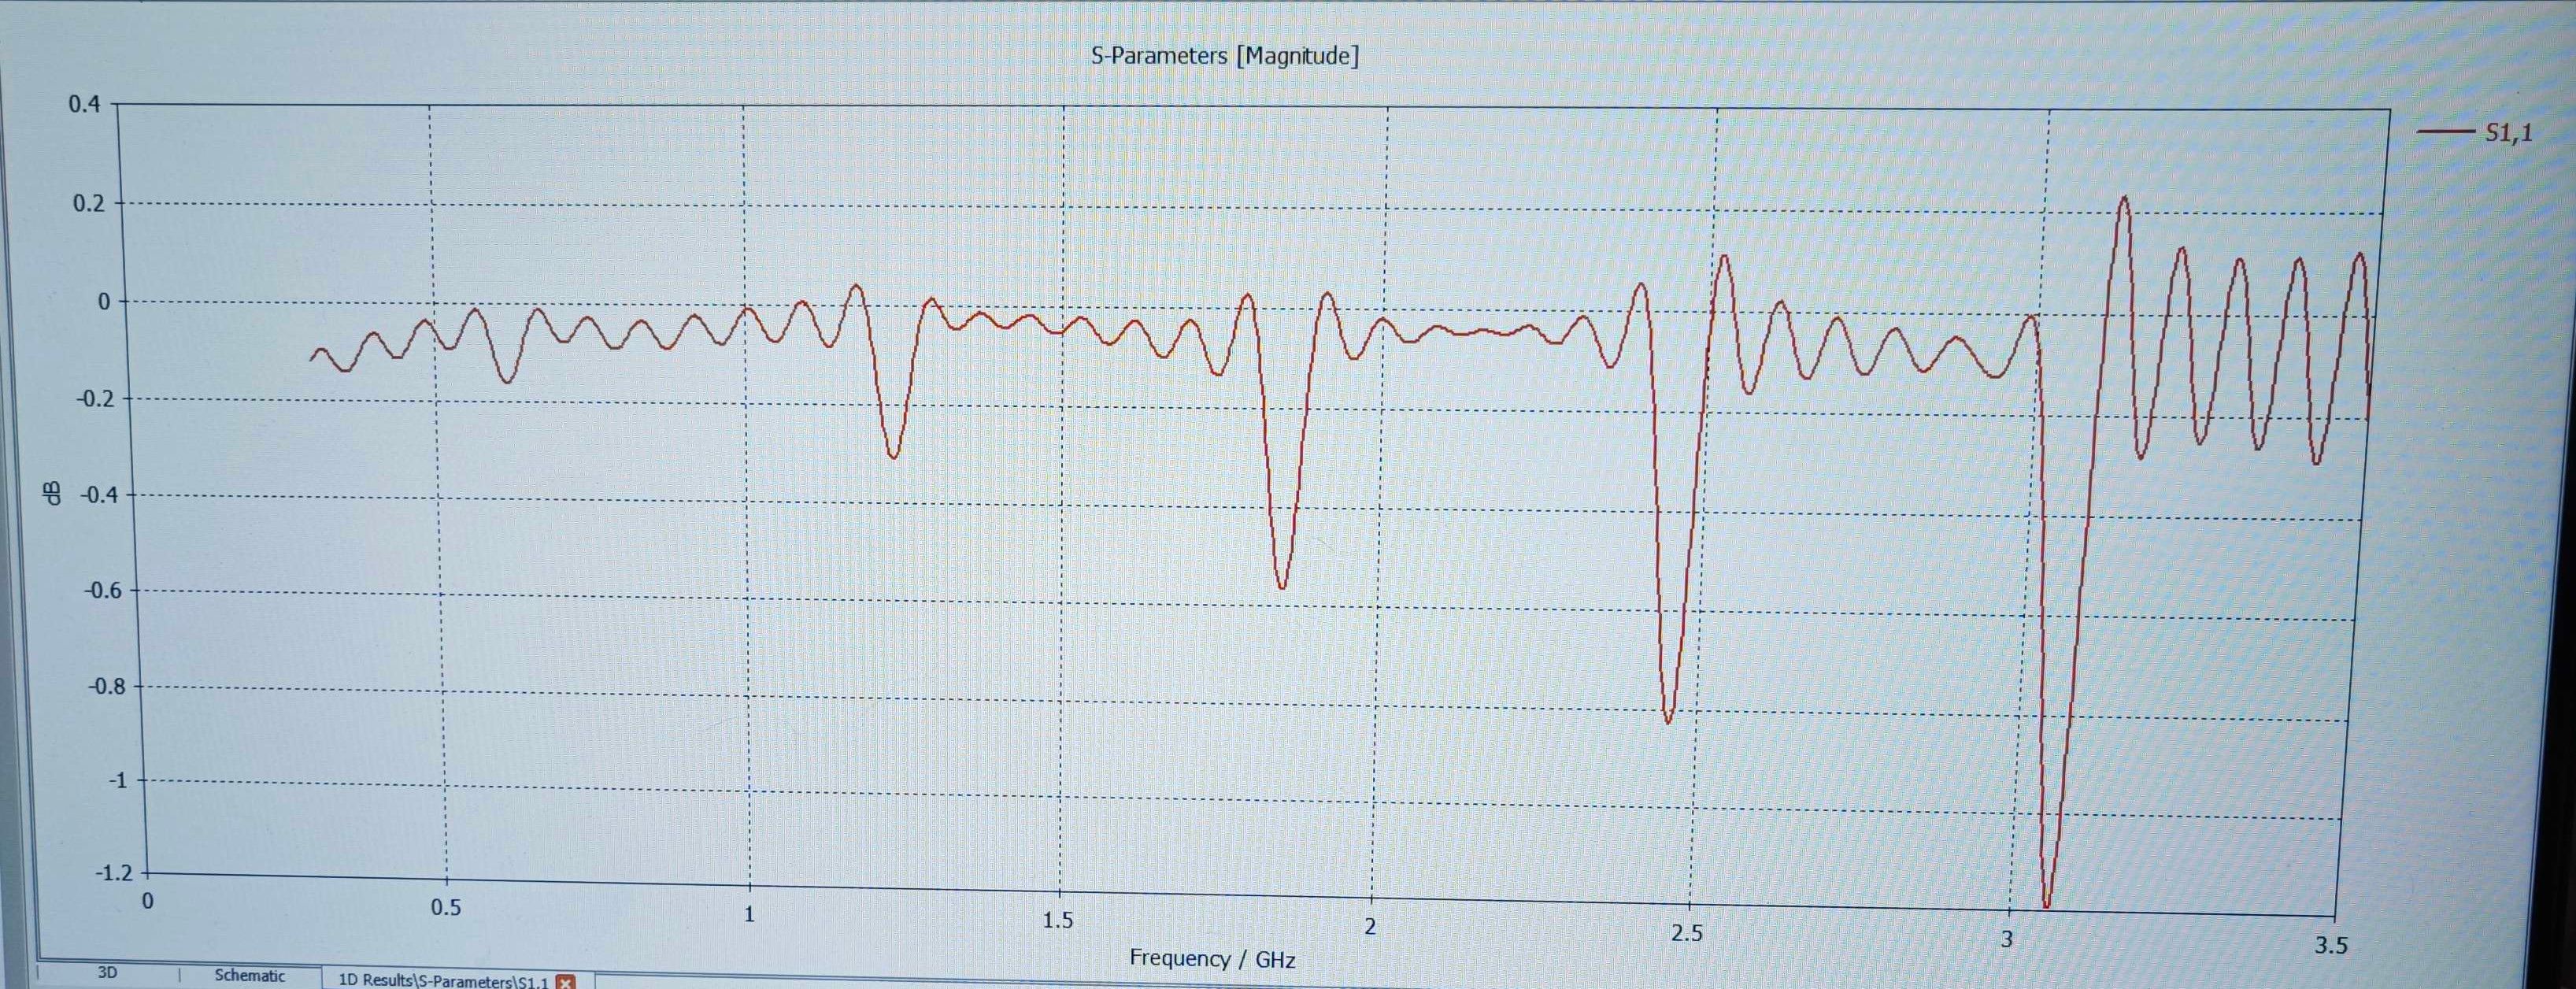 S-Parameters [Magnitude]
S1,1
0.4
0.2
0
-0.2
-0.4
-0.6
-0.8
-1
-1.2
dB
0
0.5
1
1.5
2
2.5
3
3.5
Frequency / GHz
3D
Schematic
1D Results\S-Parameters\S1,1